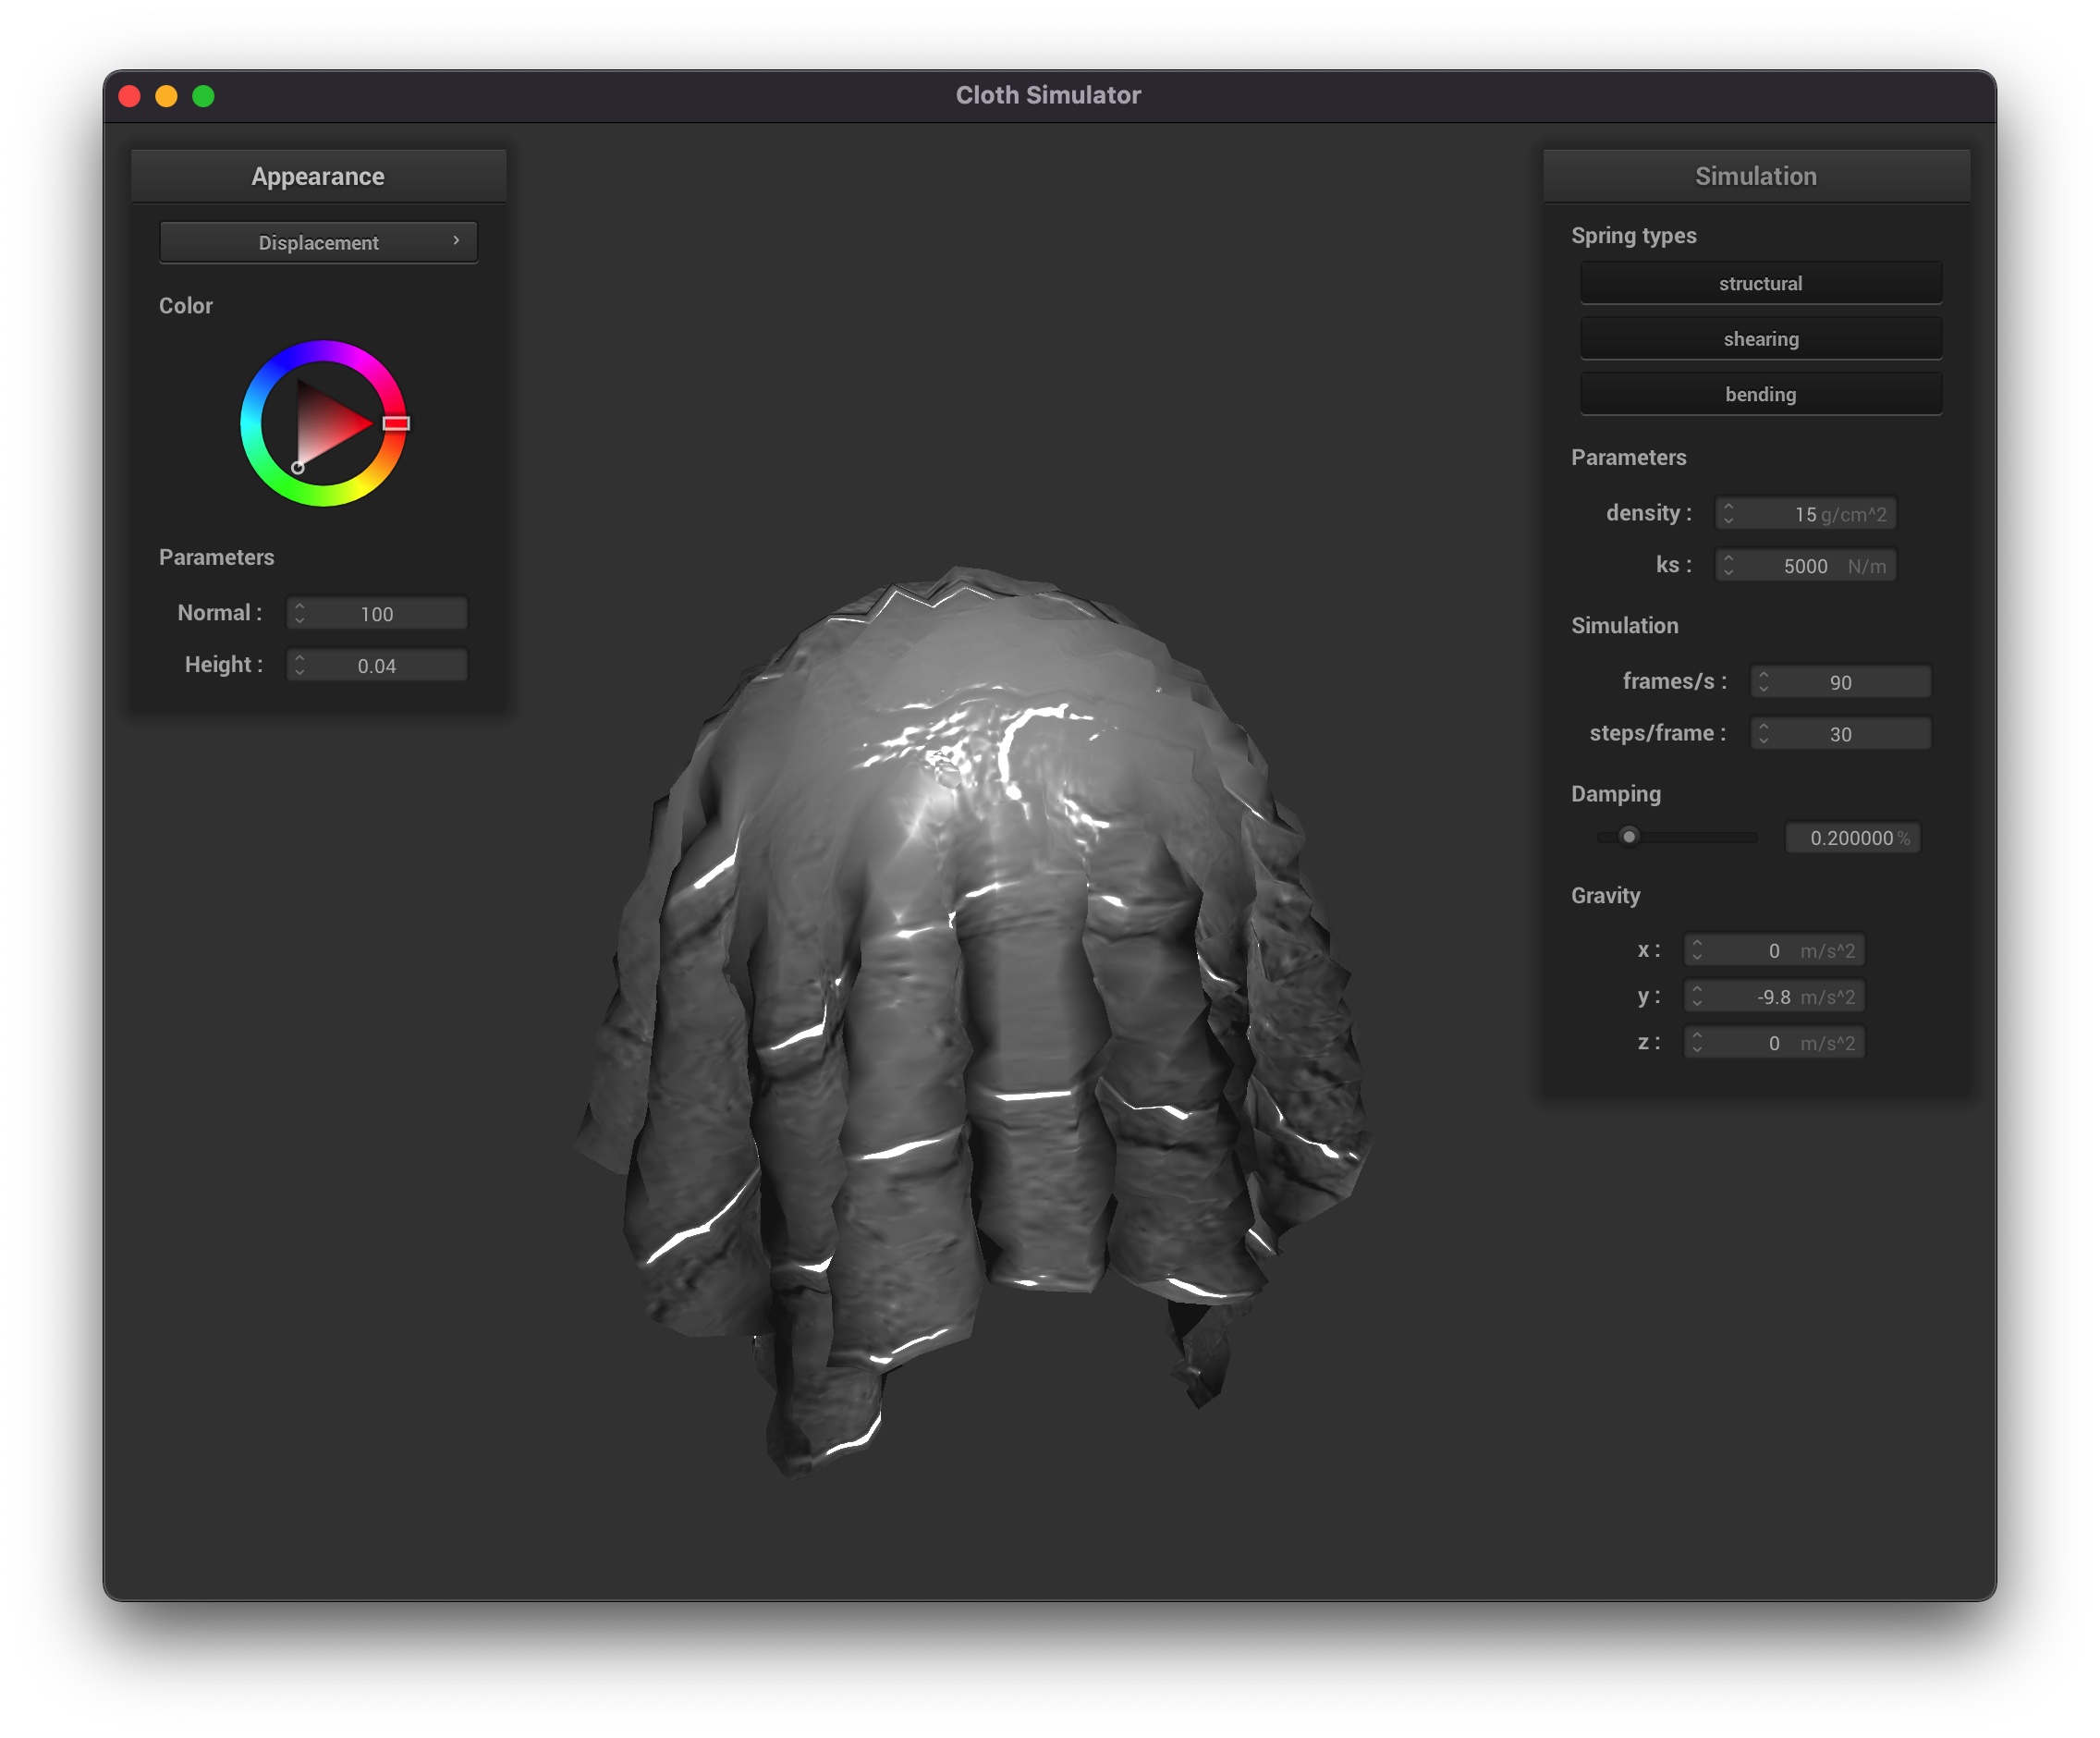 Cloth Simulator
Appearance
Displacement
Color
Parameters
Normal : 100
Height : 0.04
Simulation
Spring types
structural
shearing
bending
Parameters
density : 15 g/cm^2
ks : 5000 N/m
Simulation
frames/s : 90
steps/frame : 30
Damping
0.200000 %
Gravity
x : 0 m/s^2
y : -9.8 m/s^2
z : 0 m/s^2